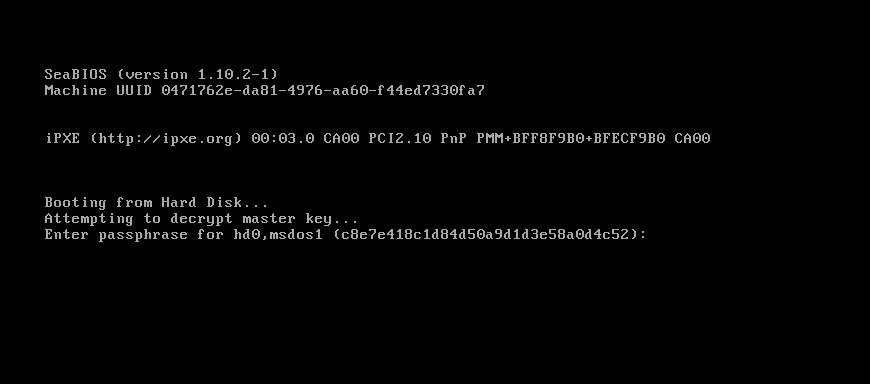 SeaBIOS (version 1.10.2-1)
Machine UUID 0471762e-da81-4976-aa60-f44ed7330fa7
iPXE (http://ipxe.org) 00:03.0 CA00 PCI2.10 PnP PMM+BFF8F9B0+BFECF9B0 CA00
Booting from Hard Disk...
Attempting to decrypt master key...
Enter passphrase for hd0,msdos1 (c8e7e418c1d84d50a9d1d3e58a0d4c52):